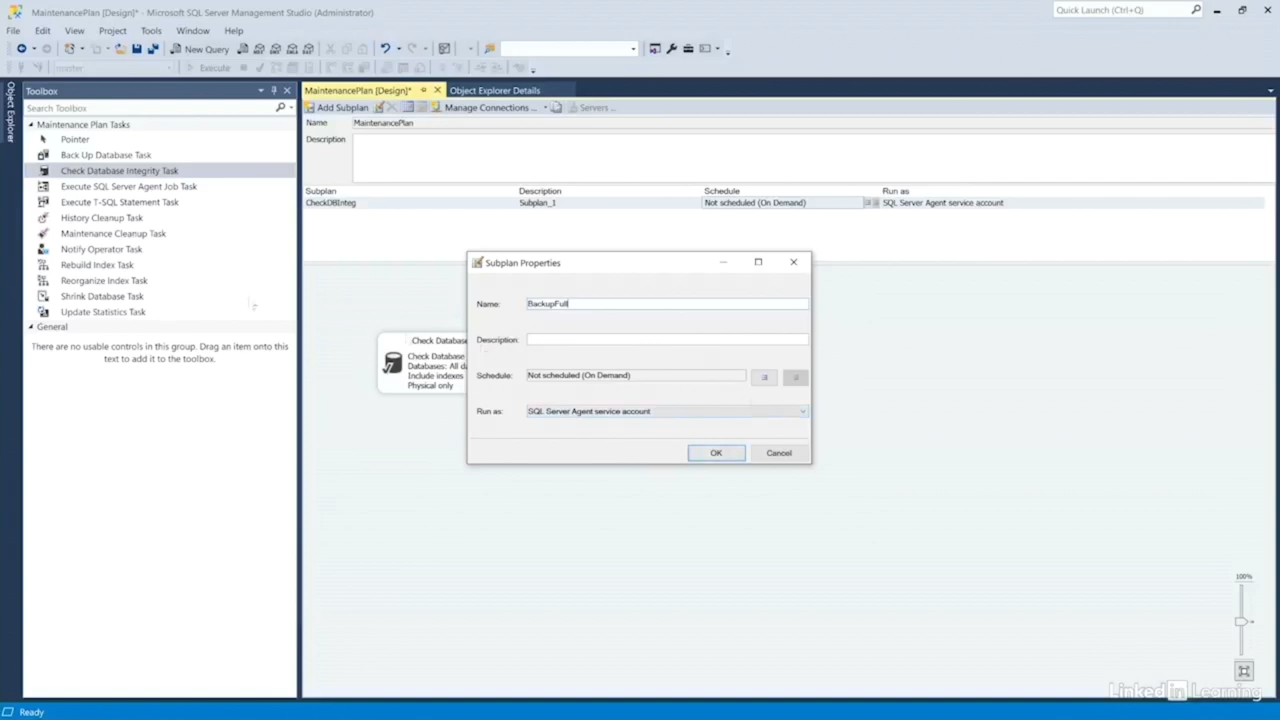 MaintenancePlan [Design]* - Microsoft SQL Server Management Studio (Administrator)
Quick Launch (Ctrl+Q)
File Edit View Project Tools Window Help
New Query
master
Execute
Object Explorer
Toolbox
Search Toolbox
Maintenance Plan Tasks
Pointer
Back Up Database Task
Check Database Integrity Task
Execute SQL Server Agent Job Task
Execute T-SQL Statement Task
History Cleanup Task
Maintenance Cleanup Task
Notify Operator Task
Rebuild Index Task
Reorganize Index Task
Shrink Database Task
Update Statistics Task
General
There are no usable controls in this group. Drag an item onto this
text to add it to the toolbox.
MaintenancePlan [Design]*
Object Explorer Details
Add Subplan
Manage Connections ...
Servers ...
Name MaintenancePlan
Description
Subplan Description Schedule Run as
CheckDBInteg Subplan_1 Not scheduled (On Demand) SQL Server Agent service account
Check Database
Check Database
Databases: All da
Include indexes
Physical only
Subplan Properties
Name: BackupFull
Description:
Schedule: Not scheduled (On Demand)
Run as: SQL Server Agent service account
OK Cancel
100%
Linked in Learning
Ready